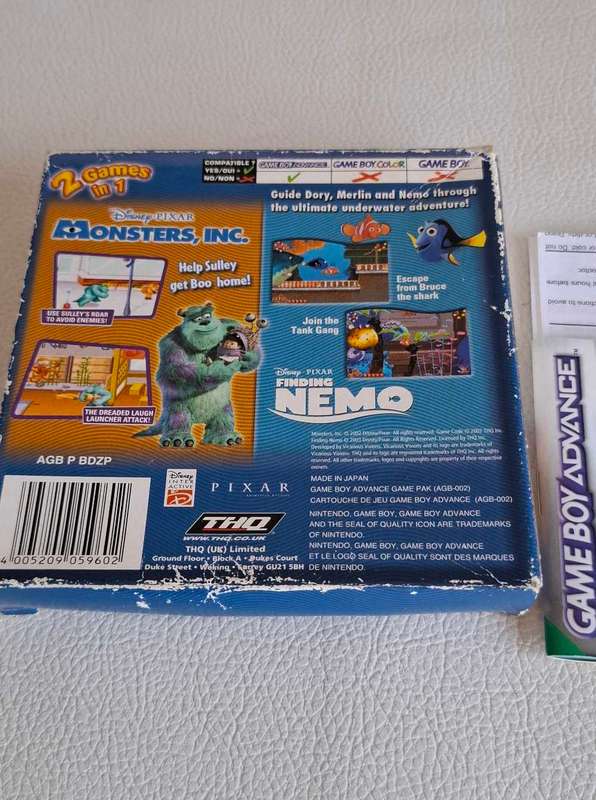 2 Games
in 1
COMPATIBLE?
YES/OUI = ✓
NO/NON = ✗
GAME BOY ADVANCE
GAME BOY COLOR
GAME BOY
Disney · PIXAR
MONSTERS, INC.
Help Sulley
get Boo home!
USE SULLEY'S ROAR
TO AVOID ENEMIES!
THE DREADED LAUGH
LAUNCHER ATTACK!
AGB P BDZP
4 005209 059602
Guide Dory, Merlin and Nemo through
the ultimate underwater adventure!
Escape
from Bruce
the shark
Join the
Tank Gang
Disney · PIXAR
FINDING
NEMO
Disney
INTER
ACTIVE
PIXAR
THQ
WWW.THQ.CO.UK
THQ (UK) Limited
Ground Floor • Block A • Dukes Court
Duke Street • Woking • Surrey GU21 5BH
MADE IN JAPAN
GAME BOY ADVANCE GAME PAK (AGB-002)
CARTOUCHE DE JEU GAME BOY ADVANCE (AGB-002)
NINTENDO, GAME BOY, GAME BOY ADVANCE
AND THE SEAL OF QUALITY ICON ARE TRADEMARKS
OF NINTENDO.
NINTENDO, GAME BOY, GAME BOY ADVANCE
ET LE LOGO SEAL OF QUALITY SONT DES MARQUES
DE NINTENDO.
GAME BOY ADVANCE